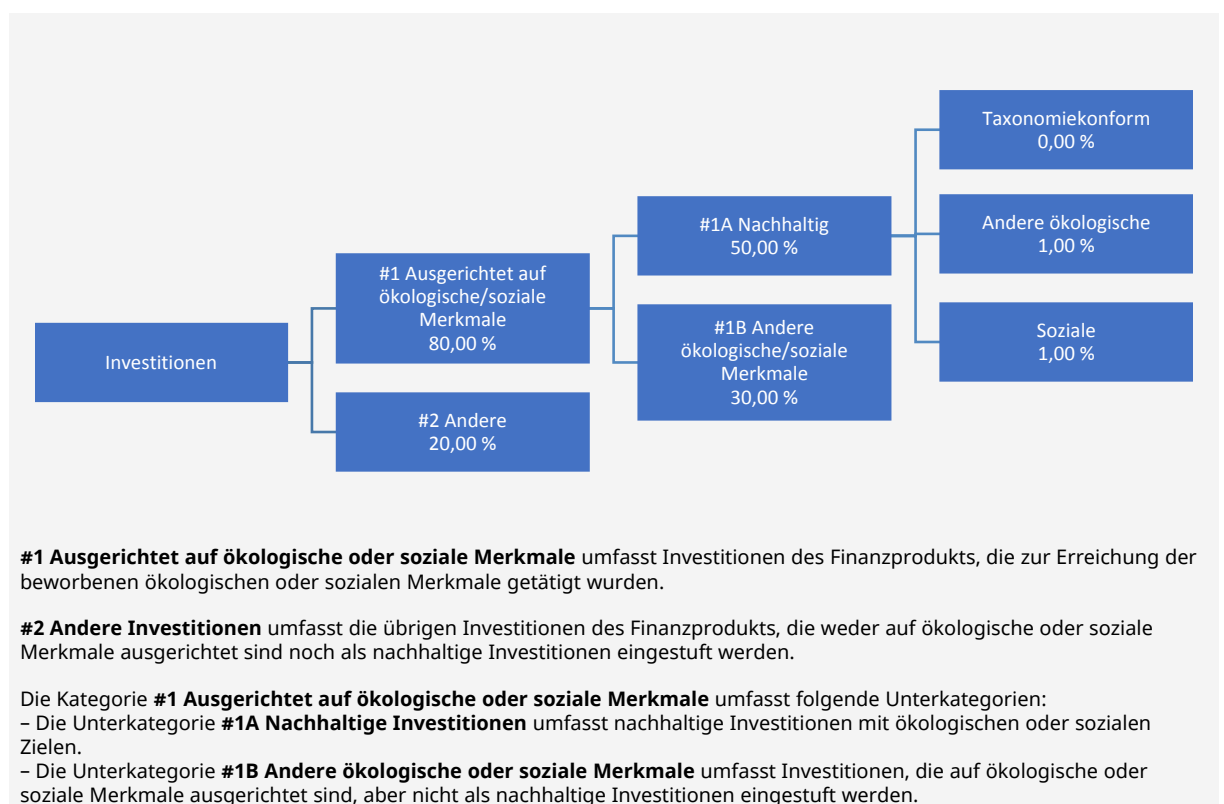 Investitionen
#1 Ausgerichtet auf
ökologische/soziale
Merkmale
80,00 %
#2 Andere
20,00 %
#1A Nachhaltig
50,00 %
#1B Andere
ökologische/soziale
Merkmale
30,00 %
Taxonomiekonform
0,00 %
Andere ökologische
1,00 %
Soziale
1,00 %
#1 Ausgerichtet auf ökologische oder soziale Merkmale umfasst Investitionen des Finanzprodukts, die zur Erreichung der
beworbenen ökologischen oder sozialen Merkmale getätigt wurden.
#2 Andere Investitionen umfasst die übrigen Investitionen des Finanzprodukts, die weder auf ökologische oder soziale
Merkmale ausgerichtet sind noch als nachhaltige Investitionen eingestuft werden.
Die Kategorie #1 Ausgerichtet auf ökologische oder soziale Merkmale umfasst folgende Unterkategorien:
– Die Unterkategorie #1A Nachhaltige Investitionen umfasst nachhaltige Investitionen mit ökologischen oder sozialen
Zielen.
– Die Unterkategorie #1B Andere ökologische oder soziale Merkmale umfasst Investitionen, die auf ökologische oder
soziale Merkmale ausgerichtet sind, aber nicht als nachhaltige Investitionen eingestuft werden.